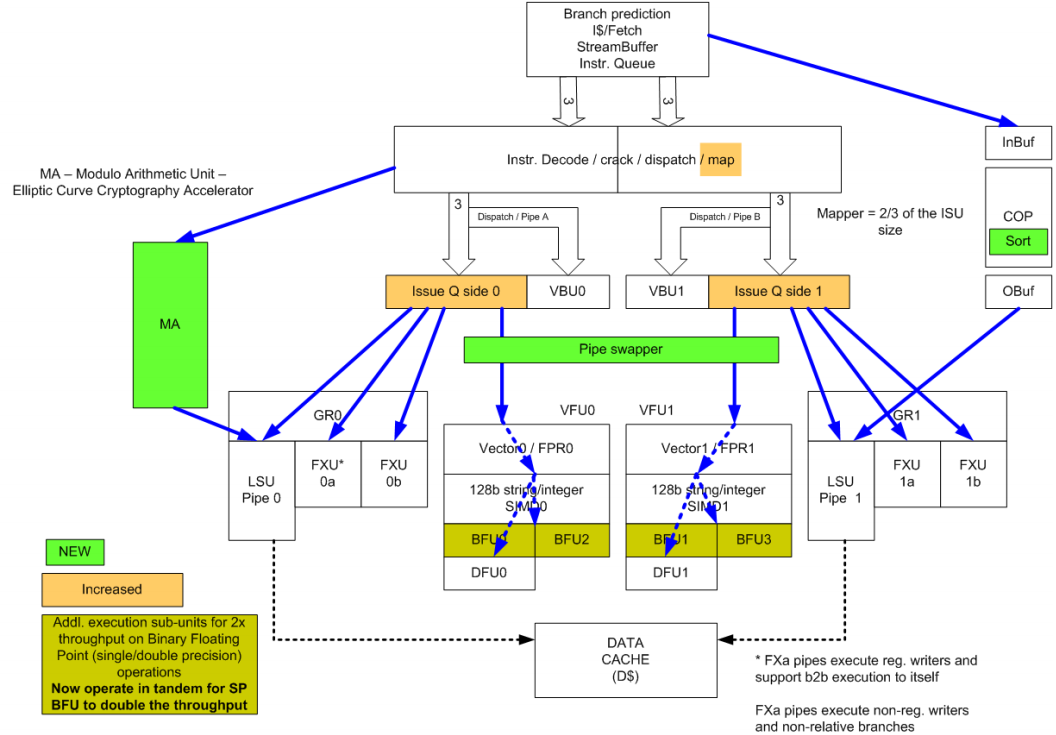 Branch prediction
I$/Fetch
StreamBuffer
Instr. Queue
3
3
InBuf
Instr. Decode / crack / dispatch / map
MA – Modulo Arithmetic Unit –
Elliptic Curve Cryptography Accelerator
3
3
Dispatch / Pipe A
Dispatch / Pipe B
Mapper = 2/3 of the ISU
size
COP
Sort
Issue Q side 0
VBU0
VBU1
Issue Q side 1
OBuf
MA
Pipe swapper
GR0
VFU0
VFU1
GR1
LSU
Pipe 0
FXU*
0a
FXU
0b
Vector0 / FPR0
Vector1 / FPR1
LSU
Pipe 1
FXU
1a
FXU
1b
128b string/integer
SIMD0
128b string/integer
SIMD1
BFU0
BFU2
BFU1
BFU3
DFU0
DFU1
NEW
Increased
Addl. execution sub-units for 2x
throughput on Binary Floating
Point (single/double precision)
operations
Now operate in tandem for SP
BFU to double the throughput
DATA
CACHE
(D$)
* FXa pipes execute reg. writers and
support b2b execution to itself
FXa pipes execute non-reg. writers
and non-relative branches